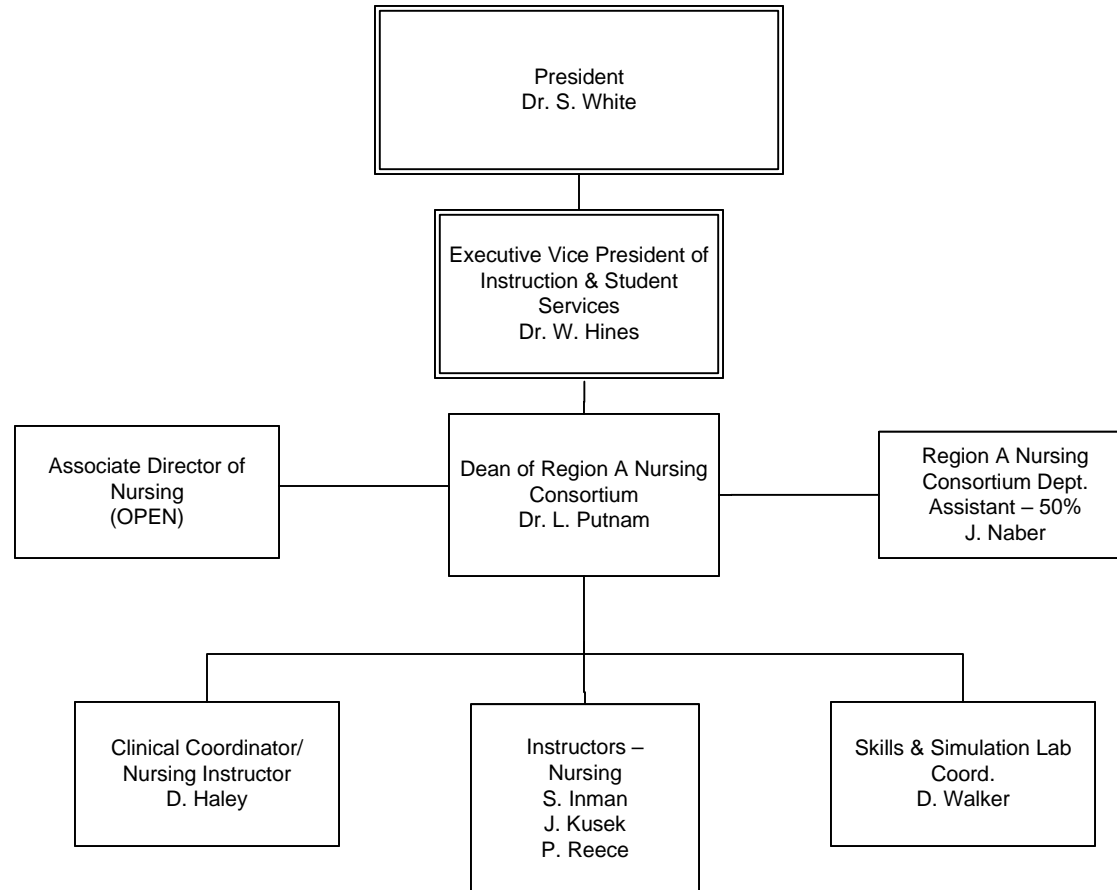 President
Dr. S. White
Executive Vice President of
Instruction & Student
Services
Dr. W. Hines
Associate Director of
Nursing
(OPEN)
Dean of Region A Nursing
Consortium
Dr. L. Putnam
Region A Nursing
Consortium Dept.
Assistant – 50%
J. Naber
Clinical Coordinator/
Nursing Instructor
D. Haley
Instructors –
Nursing
S. Inman
J. Kusek
P. Reece
Skills & Simulation Lab
Coord.
D. Walker